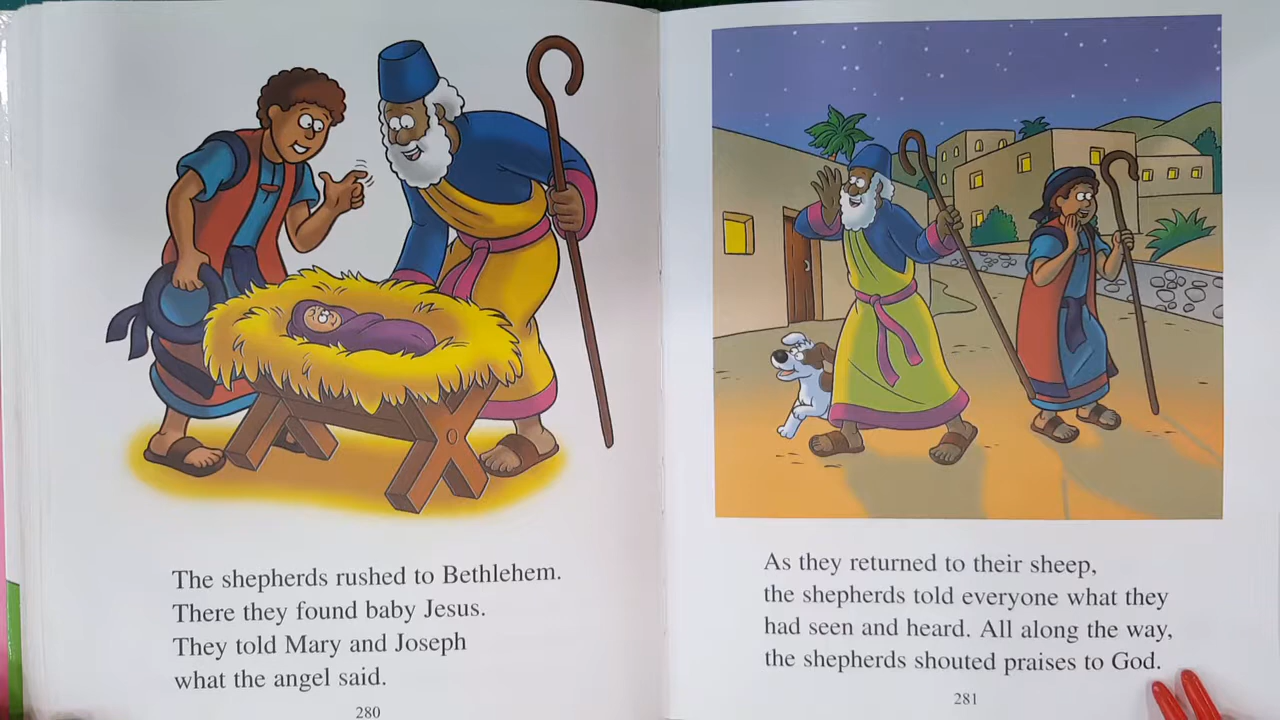 The shepherds rushed to Bethlehem.
There they found baby Jesus.
They told Mary and Joseph
what the angel said.
280
As they returned to their sheep,
the shepherds told everyone what they
had seen and heard. All along the way,
the shepherds shouted praises to God.
281